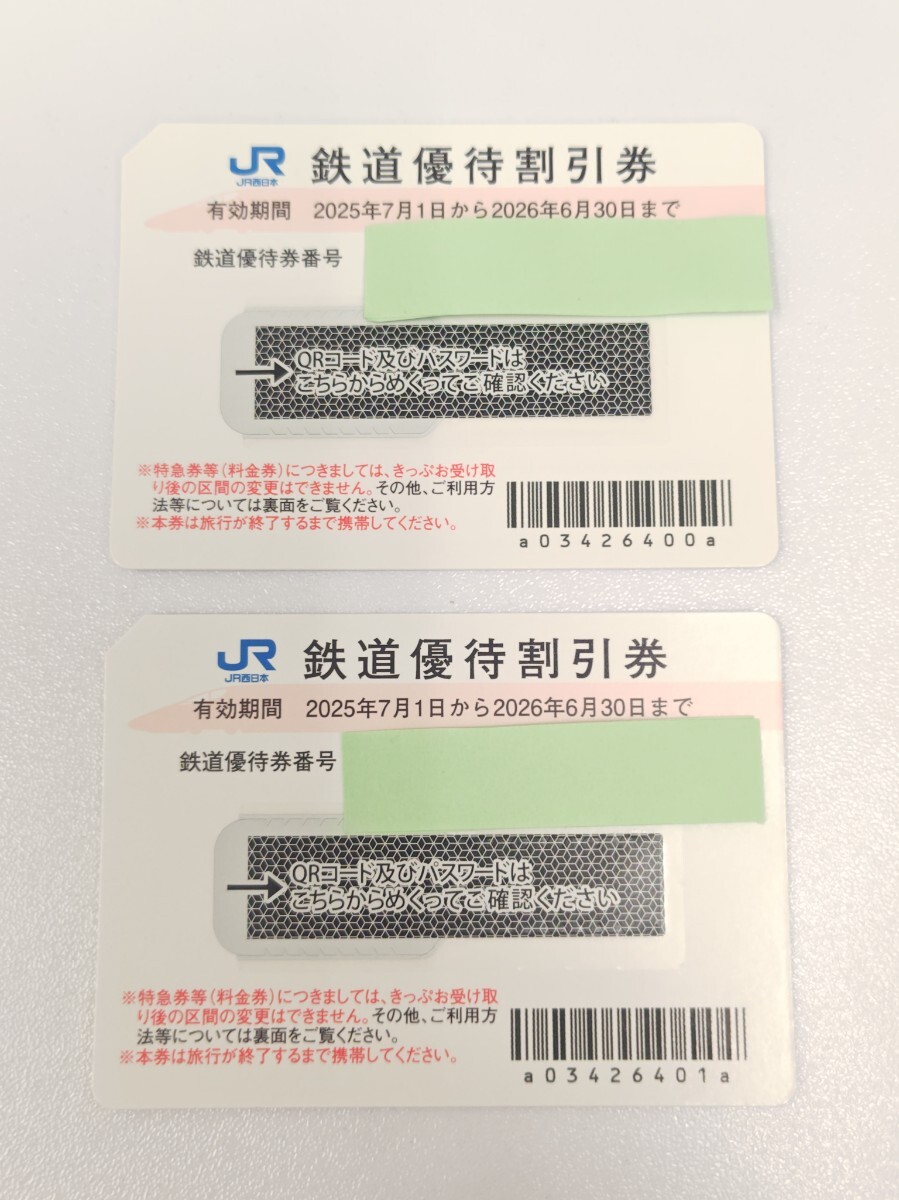 JR 鉄道優待割引券
JR西日本
有効期間 2025年7月1日から2026年6月30日まで
鉄道優待券番号
QRコード及びパスワードは
こちらからめくってご確認ください
※特急券等(料金券)につきましては、きっぷお受け取
り後の区間の変更はできません。その他、ご利用方
法等については裏面をご覧ください。
※本券は旅行が終了するまで携帯してください。
a03426400a
JR 鉄道優待割引券
JR西日本
有効期間 2025年7月1日から2026年6月30日まで
鉄道優待券番号
QRコード及びパスワードは
こちらからめくってご確認ください
※特急券等(料金券)につきましては、きっぷお受け取
り後の区間の変更はできません。その他、ご利用方
法等については裏面をご覧ください。
※本券は旅行が終了するまで携帯してください。
a03426401a